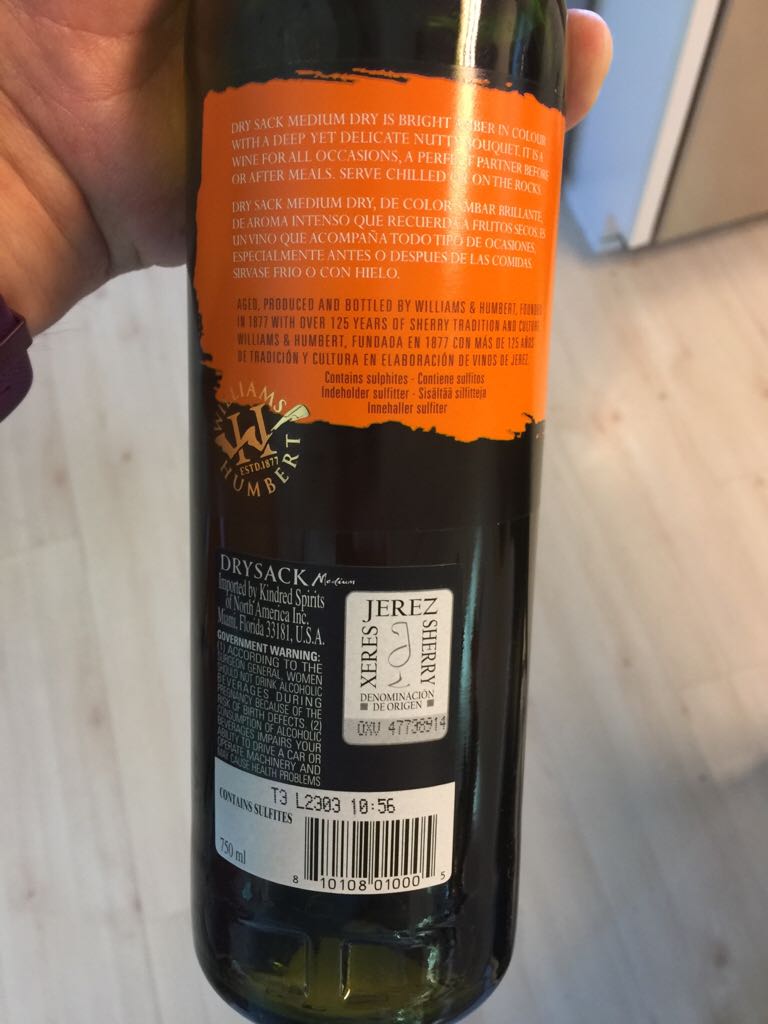 DRY SACK MEDIUM DRY IS BRIGHT AMBER IN COLOUR
WITH A DEEP YET DELICATE NUTTY BOUQUET. IT IS A
WINE FOR ALL OCCASIONS, A PERFECT PARTNER BEFORE
OR AFTER MEALS. SERVE CHILLED OR ON THE ROCKS.
DRY SACK MEDIUM DRY, DE COLOR AMBAR BRILLANTE,
DE AROMA INTENSO QUE RECUERDA A FRUTOS SECOS. ES
UN VINO QUE ACOMPAÑA TODO TIPO DE OCASIONES,
ESPECIALMENTE ANTES O DESPUES DE LAS COMIDAS.
SIRVASE FRIO O CON HIELO.
AGED, PRODUCED AND BOTTLED BY WILLIAMS & HUMBERT, FOUNDED
IN 1877 WITH OVER 125 YEARS OF SHERRY TRADITION AND CULTURE
WILLIAMS & HUMBERT, FUNDADA EN 1877 CON MÁS DE 125 AÑOS
DE TRADICIÓN Y CULTURA EN ELABORACIÓN DE VINOS DE JEREZ.
Contains sulphites - Contiene sulfitos
Indeholder sulfitter - Sisältää silfitteja
Innehaller sulfiter
WILLIAMS
W
ESTD.1877
HUMBERT
DRY SACK Medium
Imported by Kindred Spirits
of North America Inc.
Miami, Florida 33181, U.S.A.
GOVERNMENT WARNING:
(1) ACCORDING TO THE
SURGEON GENERAL, WOMEN
SHOULD NOT DRINK ALCOHOLIC
BEVERAGES DURING
PREGNANCY BECAUSE OF THE
RISK OF BIRTH DEFECTS. (2)
CONSUMPTION OF ALCOHOLIC
BEVERAGES IMPAIRS YOUR
ABILITY TO DRIVE A CAR OR
OPERATE MACHINERY AND
MAY CAUSE HEALTH PROBLEMS
JEREZ
XERES
SHERRY
DENOMINACIÓN
DE ORIGEN
OXV 47738914
T3 L2303 10:56
CONTAINS SULFITES
750 ml
8 10108 01000 5